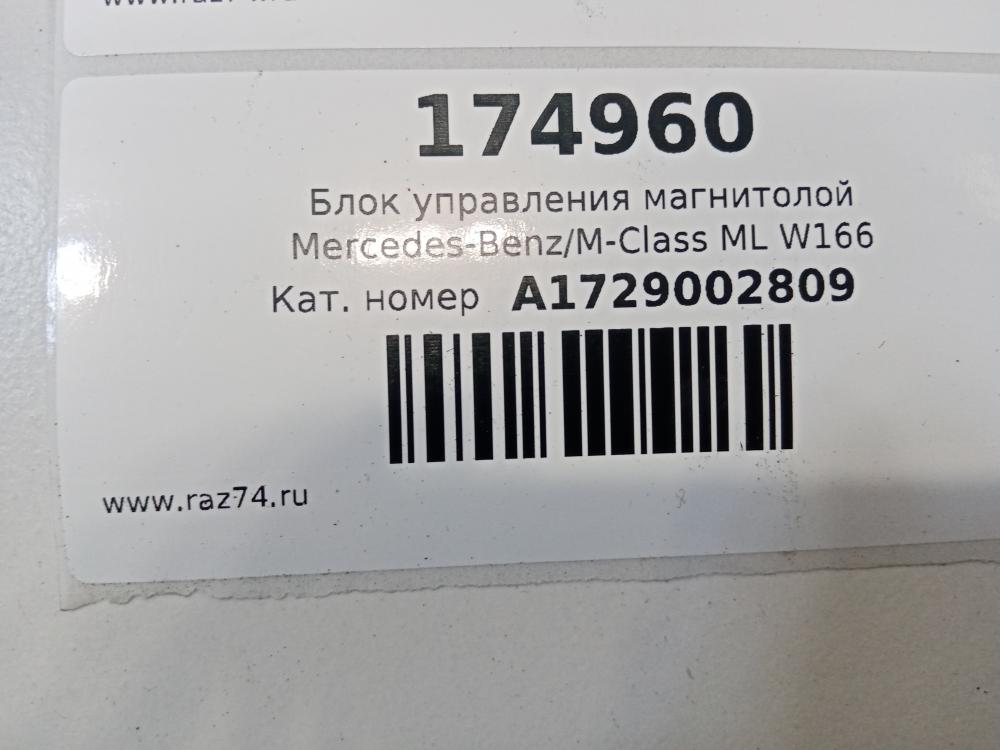 174960
Блок управления магнитолой
Mercedes-Benz/M-Class ML W166
Кат. номер A1729002809
www.raz74.ru